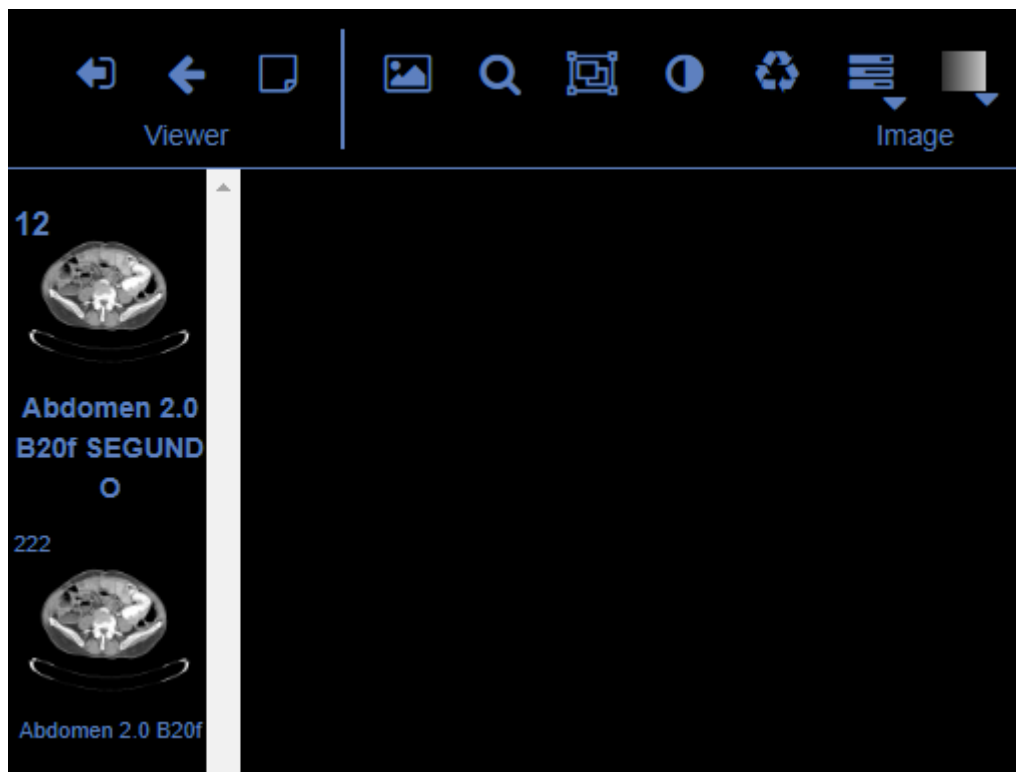 Viewer
Image
12
Abdomen 2.0
B20f SEGUND
O
222
Abdomen 2.0 B20f